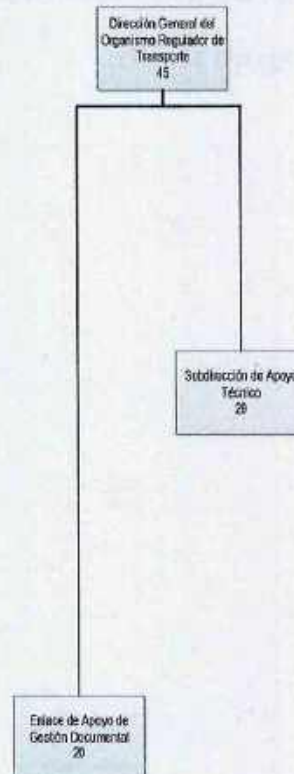 Dirección General del
Organismo Regulador de
Transporte
45
Subdirección de Apoyo
Técnico
29
Enlace de Apoyo de
Gestión Documental
20